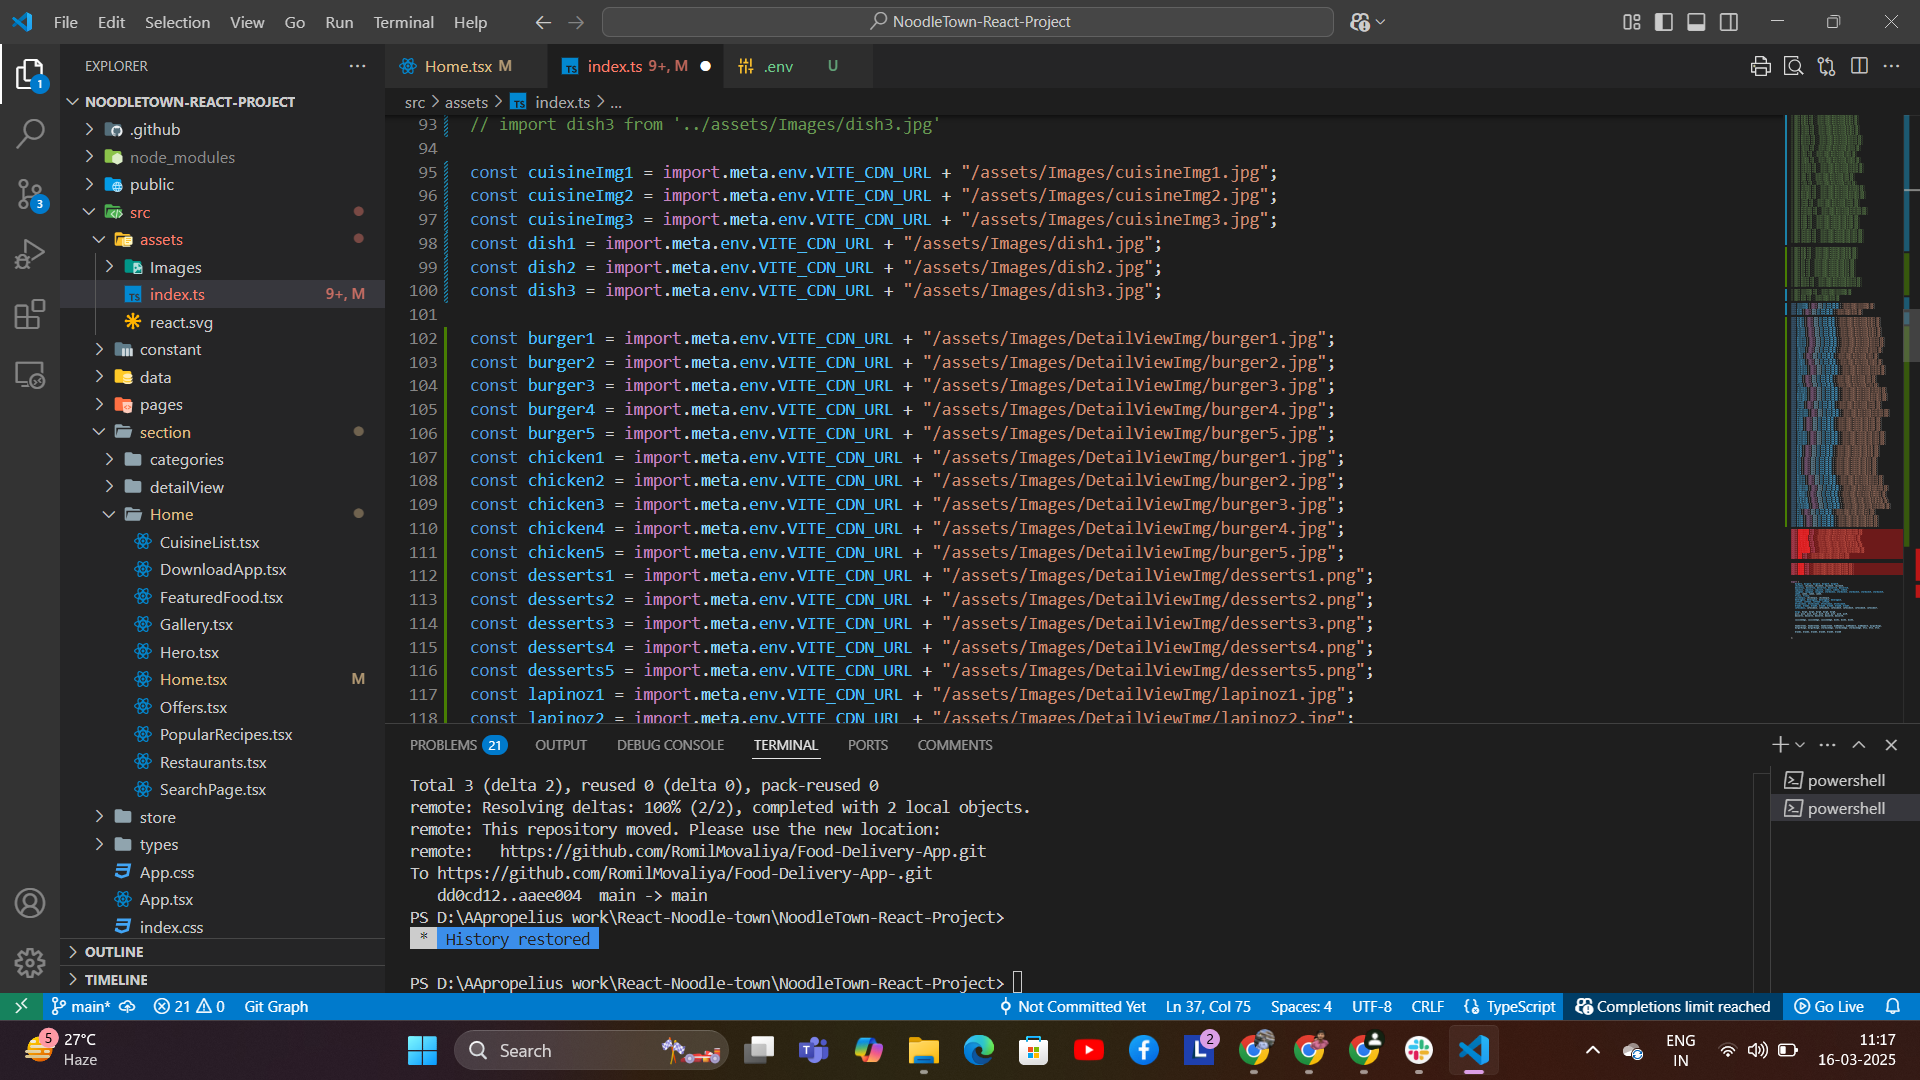 File Edit Selection View Go Run Terminal Help
NoodleTown-React-Project
EXPLORER
1
NOODLETOWN-REACT-PROJECT
.github
node_modules
public
3
src
assets
Images
index.ts 9+, M
react.svg
constant
data
pages
section
categories
detailView
Home
CuisineList.tsx
DownloadApp.tsx
FeaturedFood.tsx
Gallery.tsx
Hero.tsx
Home.tsx M
Offers.tsx
PopularRecipes.tsx
Restaurants.tsx
SearchPage.tsx
store
types
App.css
App.tsx
index.css
OUTLINE
TIMELINE
Home.tsx M
index.ts 9+, M
.env U
src > assets > index.ts > ...
93 // import dish3 from '../assets/Images/dish3.jpg'
94
95 const cuisineImg1 = import.meta.env.VITE_CDN_URL + "/assets/Images/cuisineImg1.jpg";
96 const cuisineImg2 = import.meta.env.VITE_CDN_URL + "/assets/Images/cuisineImg2.jpg";
97 const cuisineImg3 = import.meta.env.VITE_CDN_URL + "/assets/Images/cuisineImg3.jpg";
98 const dish1 = import.meta.env.VITE_CDN_URL + "/assets/Images/dish1.jpg";
99 const dish2 = import.meta.env.VITE_CDN_URL + "/assets/Images/dish2.jpg";
100 const dish3 = import.meta.env.VITE_CDN_URL + "/assets/Images/dish3.jpg";
101
102 const burger1 = import.meta.env.VITE_CDN_URL + "/assets/Images/DetailViewImg/burger1.jpg";
103 const burger2 = import.meta.env.VITE_CDN_URL + "/assets/Images/DetailViewImg/burger2.jpg";
104 const burger3 = import.meta.env.VITE_CDN_URL + "/assets/Images/DetailViewImg/burger3.jpg";
105 const burger4 = import.meta.env.VITE_CDN_URL + "/assets/Images/DetailViewImg/burger4.jpg";
106 const burger5 = import.meta.env.VITE_CDN_URL + "/assets/Images/DetailViewImg/burger5.jpg";
107 const chicken1 = import.meta.env.VITE_CDN_URL + "/assets/Images/DetailViewImg/burger1.jpg";
108 const chicken2 = import.meta.env.VITE_CDN_URL + "/assets/Images/DetailViewImg/burger2.jpg";
109 const chicken3 = import.meta.env.VITE_CDN_URL + "/assets/Images/DetailViewImg/burger3.jpg";
110 const chicken4 = import.meta.env.VITE_CDN_URL + "/assets/Images/DetailViewImg/burger4.jpg";
111 const chicken5 = import.meta.env.VITE_CDN_URL + "/assets/Images/DetailViewImg/burger5.jpg";
112 const desserts1 = import.meta.env.VITE_CDN_URL + "/assets/Images/DetailViewImg/desserts1.png";
113 const desserts2 = import.meta.env.VITE_CDN_URL + "/assets/Images/DetailViewImg/desserts2.png";
114 const desserts3 = import.meta.env.VITE_CDN_URL + "/assets/Images/DetailViewImg/desserts3.png";
115 const desserts4 = import.meta.env.VITE_CDN_URL + "/assets/Images/DetailViewImg/desserts4.png";
116 const desserts5 = import.meta.env.VITE_CDN_URL + "/assets/Images/DetailViewImg/desserts5.png";
117 const lapinoz1 = import.meta.env.VITE_CDN_URL + "/assets/Images/DetailViewImg/lapinoz1.jpg";
118 const lapinoz2 = import.meta.env.VITE_CDN_URL + "/assets/Images/DetailViewImg/lapinoz2.jpg";
PROBLEMS 21 OUTPUT DEBUG CONSOLE TERMINAL PORTS COMMENTS
Total 3 (delta 2), reused 0 (delta 0), pack-reused 0
remote: Resolving deltas: 100% (2/2), completed with 2 local objects.
remote: This repository moved. Please use the new location:
remote:   https://github.com/RomilMovaliya/Food-Delivery-App.git
To https://github.com/RomilMovaliya/Food-Delivery-App-.git
   dd0cd12..aaee004  main -> main
PS D:\AApropelius work\React-Noodle-town\NoodleTown-React-Project>
* History restored
PS D:\AApropelius work\React-Noodle-town\NoodleTown-React-Project>
powershell
powershell
main* 21 0 Git Graph
Not Committed Yet Ln 37, Col 75 Spaces: 4 UTF-8 CRLF TypeScript Completions limit reached Go Live
5
27°C
Haze
Search
2
ENG
IN
11:17
16-03-2025